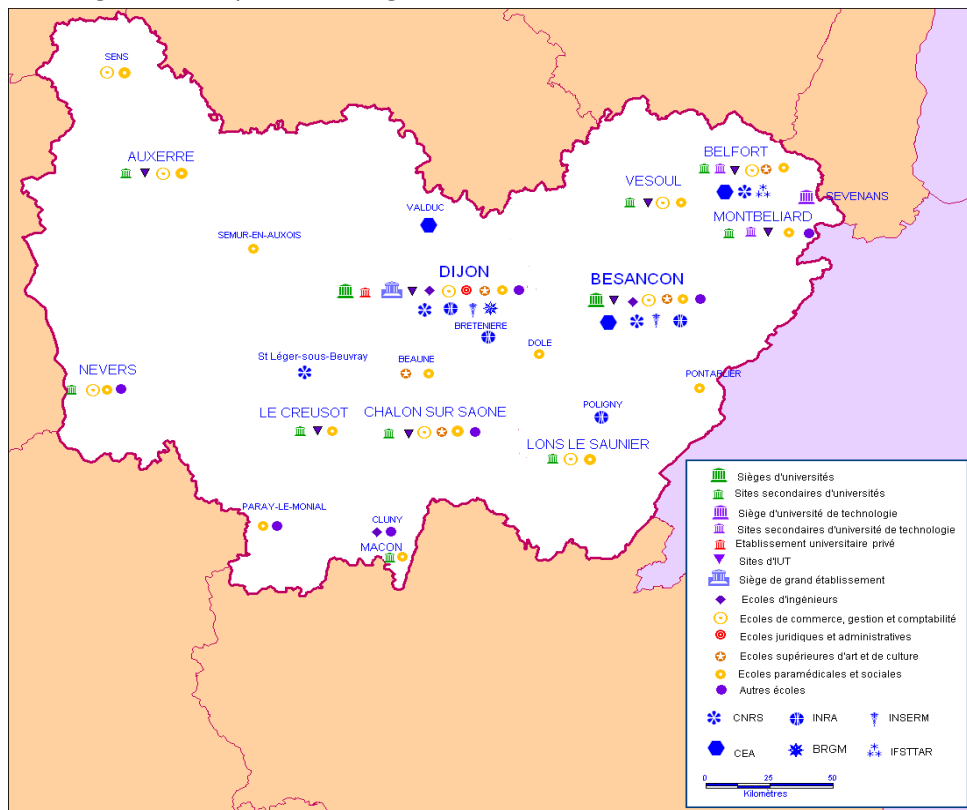 SENS
AUXERRE
BELFORT
VESOUL
SEVENANS
VALDUC
MONTBELIARD
SEMUR-EN-AUXOIS
DIJON
BESANCON
BRETENIERE
DOLE
St Léger-sous-Beuvray
BEAUNE
NEVERS
PONTARLIER
POLIGNY
LE CREUSOT
CHALON SUR SAONE
LONS LE SAUNIER
PARAY-LE-MONIAL
CLUNY
MACON
Sièges d'universités
Sites secondaires d'universités
Siège d'université de technologie
Sites secondaires d'université de technologie
Etablissement universitaire privé
Sites d'IUT
Siège de grand établissement
Ecoles d'ingénieurs
Ecoles de commerce, gestion et comptabilité
Ecoles juridiques et administratives
Ecoles supérieures d'art et de culture
Ecoles paramédicales et sociales
Autres écoles
CNRS INRA INSERM
CEA BRGM IFSTTAR
0 25 50
Kilomètres